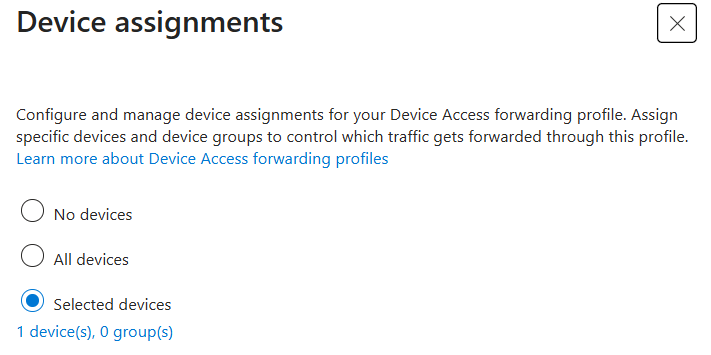 Device assignments
Configure and manage device assignments for your Device Access forwarding profile. Assign
specific devices and device groups to control which traffic gets forwarded through this profile.
Learn more about Device Access forwarding profiles
No devices
All devices
Selected devices
1 device(s), 0 group(s)